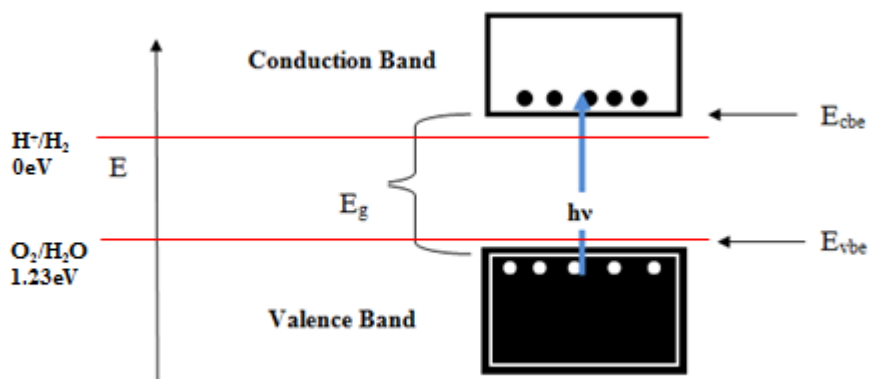 Conduction Band
E_cbe
H⁺/H₂
0eV
E
E_g
hν
O₂/H₂O
1.23eV
E_vbe
Valence Band